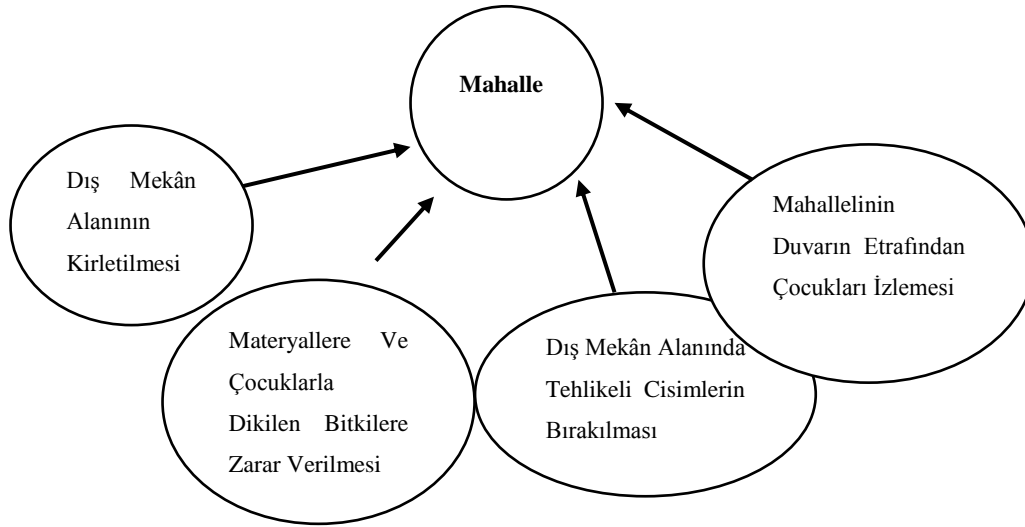 Mahalle
Dış Mekân
Alanının
Kirletilmesi
Materyallere Ve
Çocuklarla
Dikilen Bitkilere
Zarar Verilmesi
Dış Mekân Alanında
Tehlikeli Cisimlerin
Bırakılması
Mahallelinin
Duvarın Etrafından
Çocukları İzlemesi